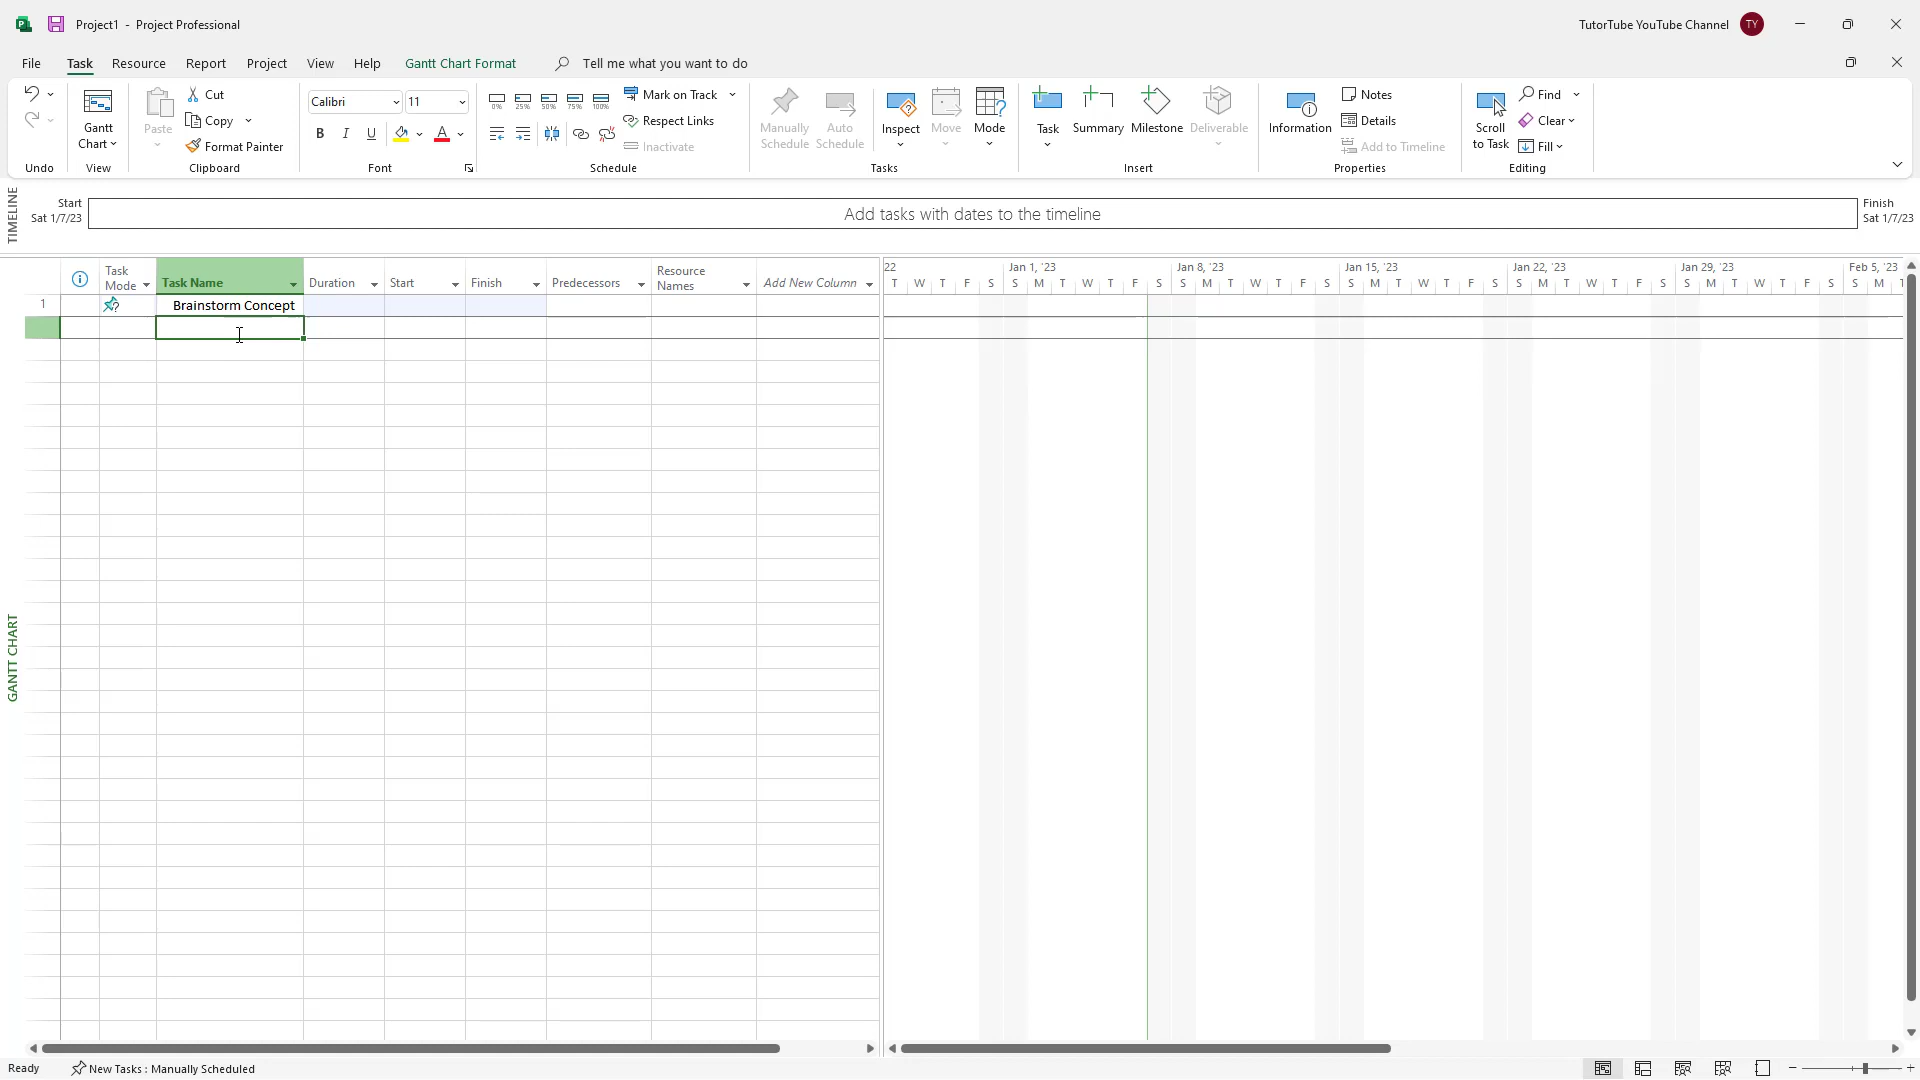 Project1 - Project Professional
TutorTube YouTube Channel TY
File Task Resource Report Project View Help Gantt Chart Format Tell me what you want to do
Gantt Chart
Paste
Cut
Copy
Format Painter
Calibri 11
B I U A
0% 25% 50% 75% 100%
Mark on Track
Respect Links
Inactivate
Manually Schedule
Auto Schedule
Inspect
Move
Mode
Task
Summary
Milestone
Deliverable
Information
Notes
Details
Add to Timeline
Scroll to Task
Find
Clear
Fill
Undo View Clipboard Font Schedule Tasks Insert Properties Editing
TIMELINE
Start
Sat 1/7/23
Add tasks with dates to the timeline
Finish
Sat 1/7/23
Task Mode
Task Name
Duration
Start
Finish
Predecessors
Resource Names
Add New Column
22 Jan 1, '23 Jan 8, '23 Jan 15, '23 Jan 22, '23 Jan 29, '23 Feb 5, '23
T W T F S S M T W T F S S M T W T F S S M T W T F S S M T W T F S S M T W T F S S M T
1 Brainstorm Concept
GANTT CHART
Ready New Tasks : Manually Scheduled